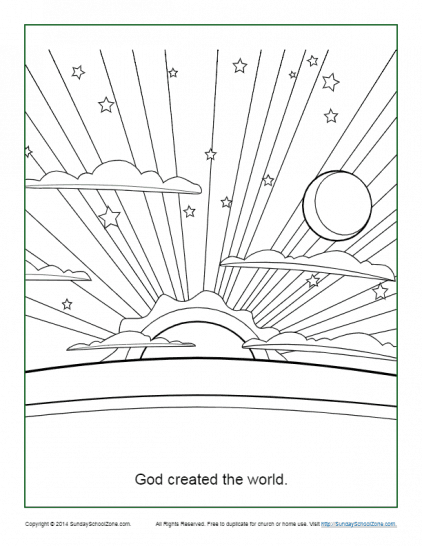 God created the world.
Copyright © 2014 SundaySchoolZone.com. All Rights Reserved. Free to duplicate for church or home use. Visit http://SundaySchoolZone.com.